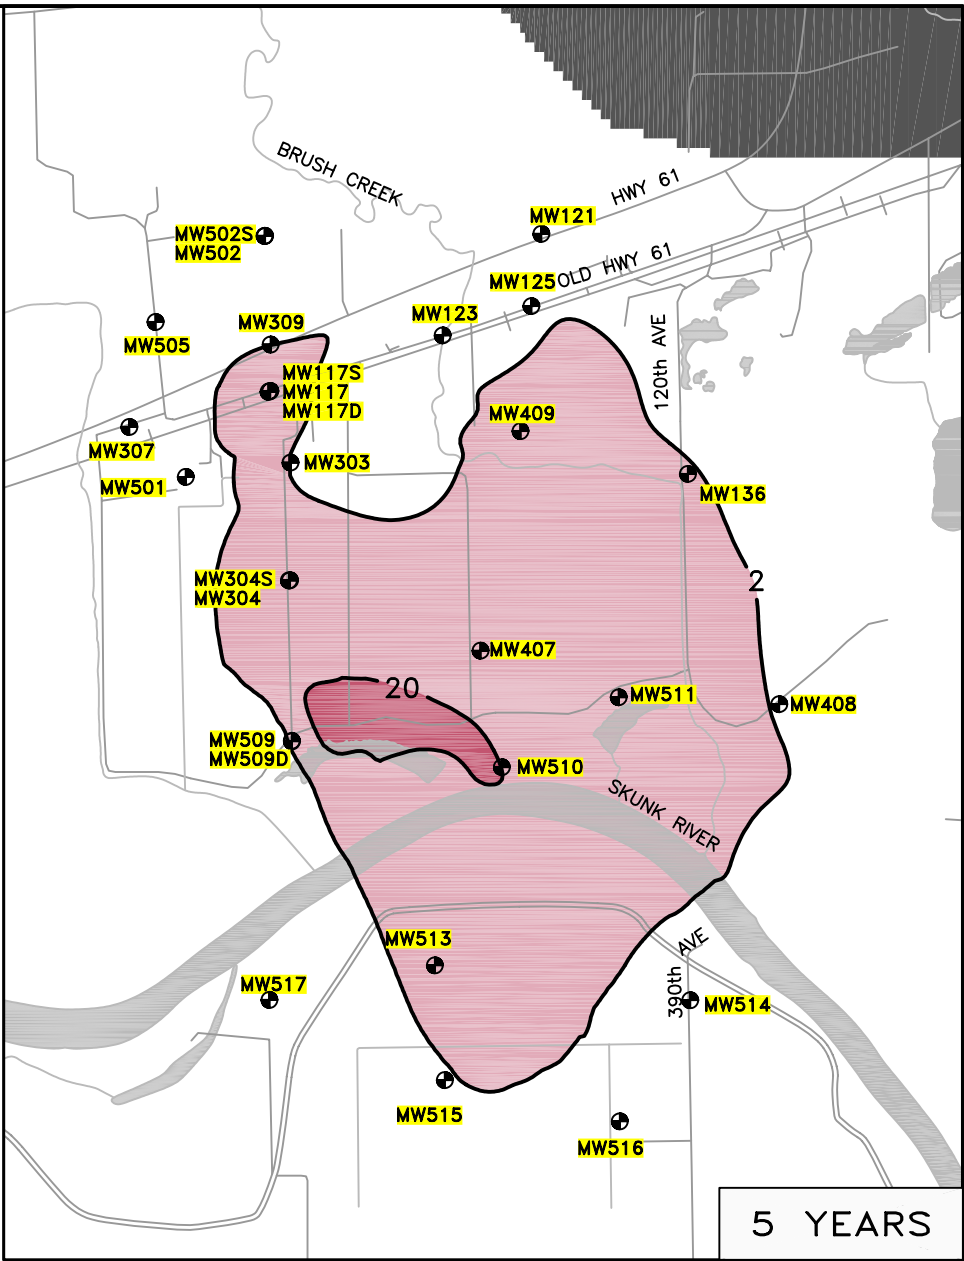 BRUSH CREEK
HWY 61
MW121
MW502S
MW502
OLD HWY 61
MW125
MW123
MW309
MW505
120th AVE
MW117S
MW117
MW117D
MW409
MW307
MW303
MW501
MW136
MW304S
MW304
2
MW407
20
MW511
MW408
MW509
MW509D
MW510
SKUNK RIVER
MW513
390th AVE
MW517
MW514
MW515
MW516
5 YEARS